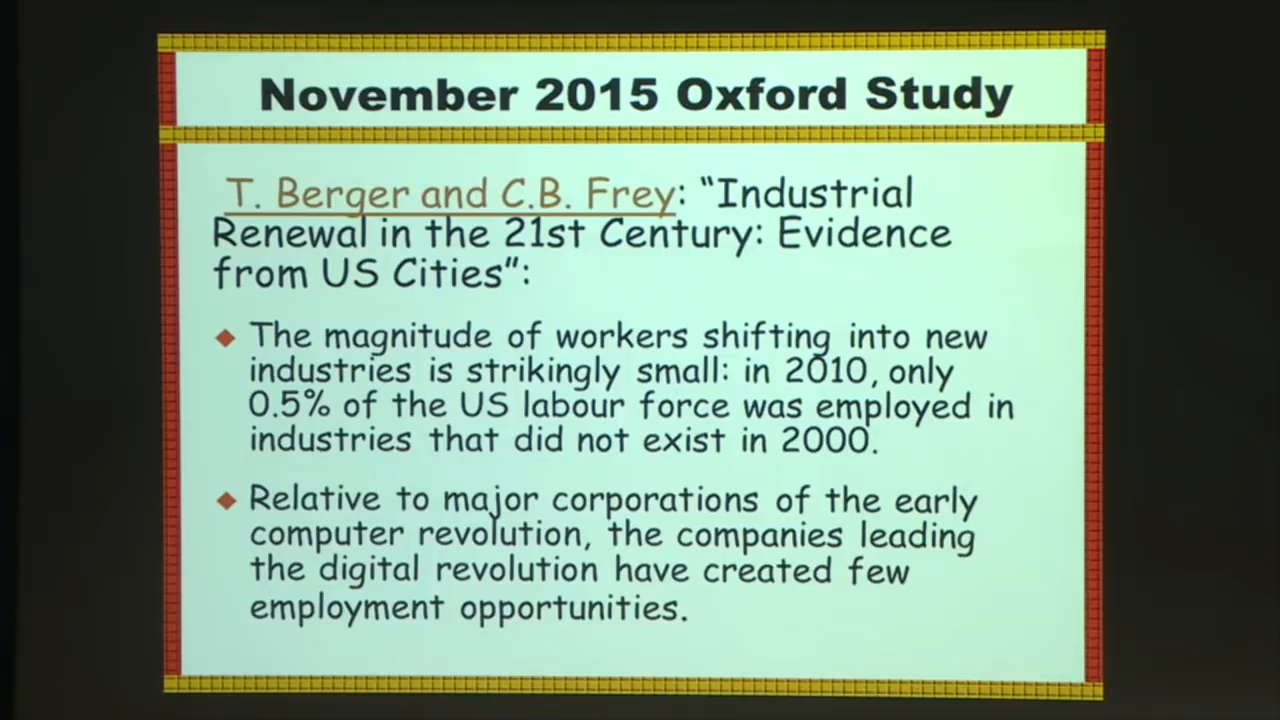 November 2015 Oxford Study
T. Berger and C.B. Frey: “Industrial
Renewal in the 21st Century: Evidence
from US Cities”:
The magnitude of workers shifting into new
industries is strikingly small: in 2010, only
0.5% of the US labour force was employed in
industries that did not exist in 2000.
Relative to major corporations of the early
computer revolution, the companies leading
the digital revolution have created few
employment opportunities.